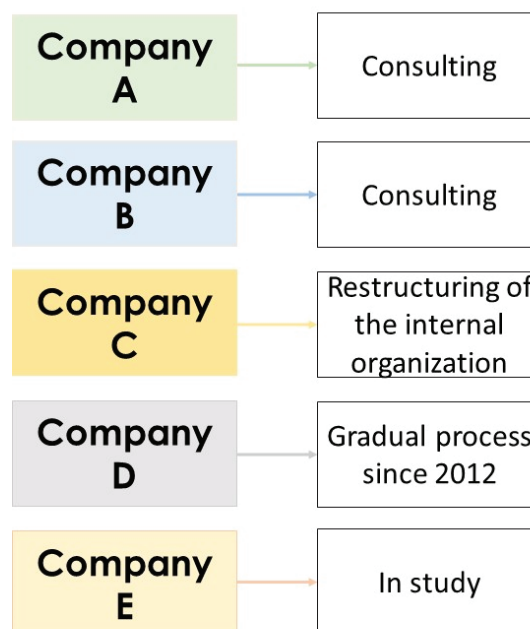 Company
A
Consulting
Company
B
Consulting
Company
C
Restructuring of
the internal
organization
Company
D
Gradual process
since 2012
Company
E
In study